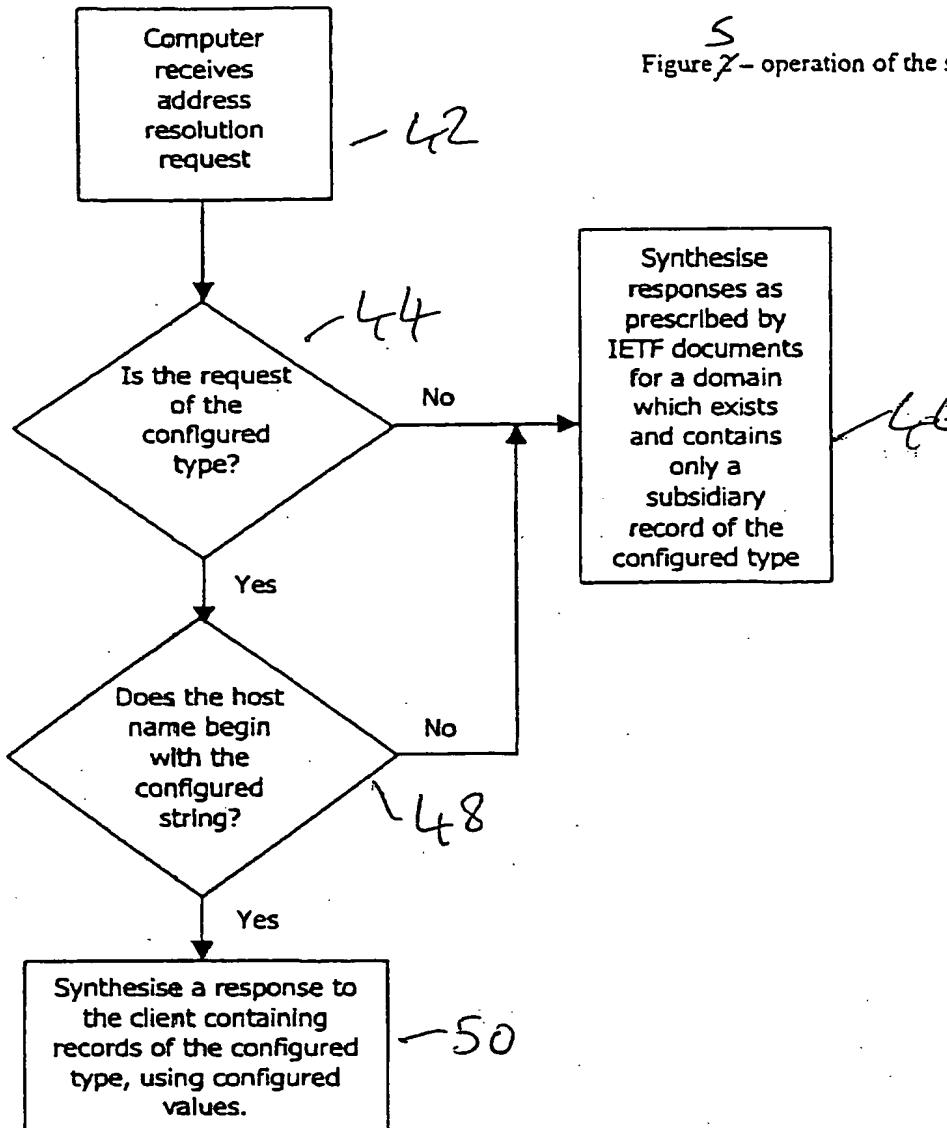 5
Figure 2 – operation of the s
Computer
receives
address
resolution
request
42
44
Is the request
of the
configured
type?
No
Synthesise
responses as
prescribed by
IETF documents
for a domain
which exists
and contains
only a
subsidiary
record of the
configured type
Yes
Does the host
name begin
with the
configured
string?
No
48
Yes
Synthesise a response to
the client containing
records of the configured
type, using configured
values.
50